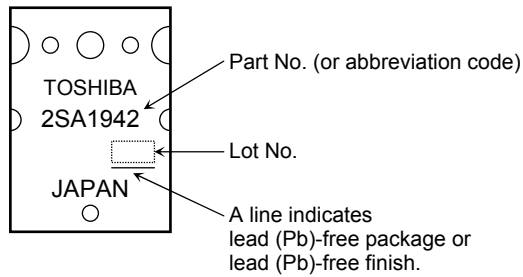 TOSHIBA
2SA1942
JAPAN
Part No. (or abbreviation code)
Lot No.
A line indicates
lead (Pb)-free package or
lead (Pb)-free finish.